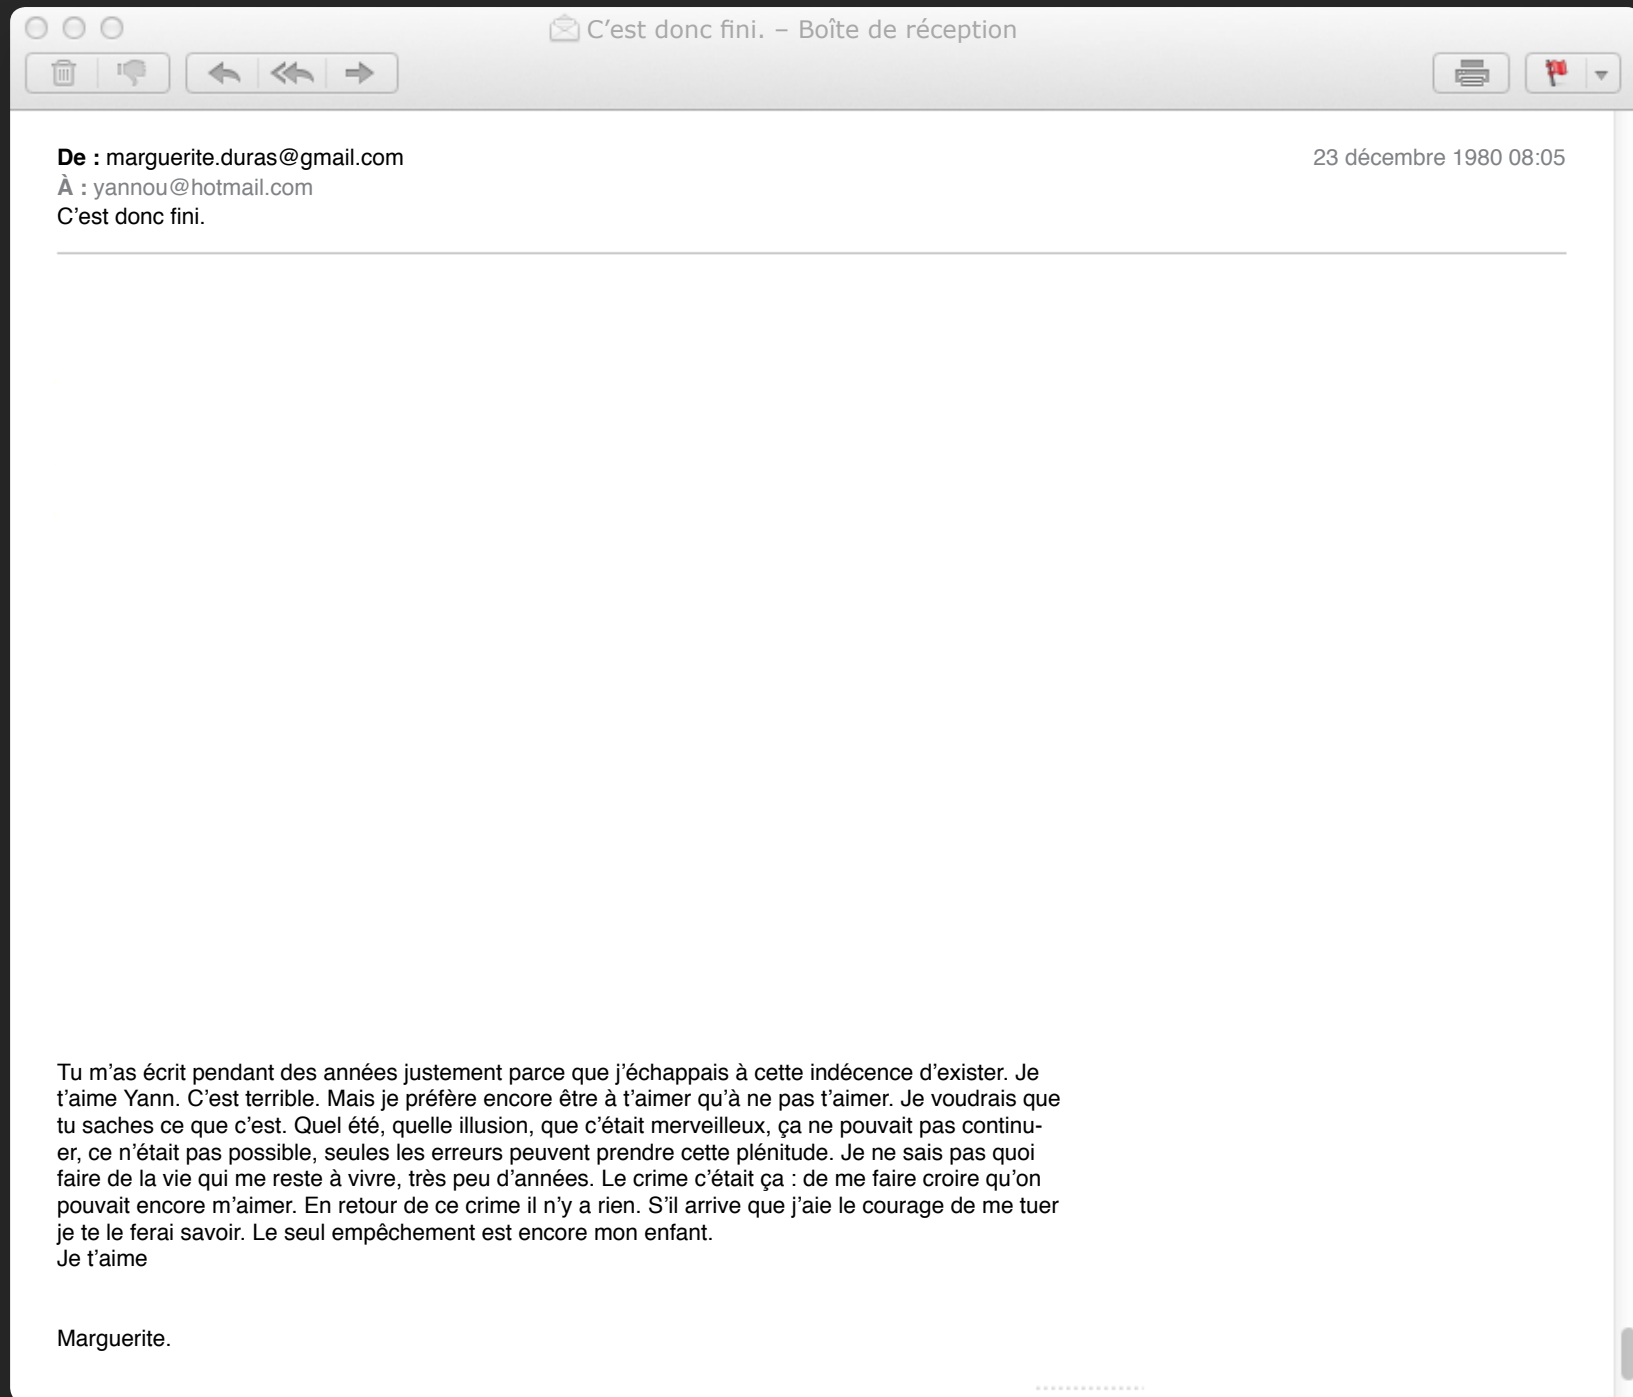 C’est donc fini. – Boîte de réception
De : marguerite.duras@gmail.com
23 décembre 1980 08:05
À : yannou@hotmail.com
C’est donc fini.
Tu m’as écrit pendant des années justement parce que j’échappais à cette indécence d’exister. Je
t’aime Yann. C’est terrible. Mais je préfère encore être à t’aimer qu’à ne pas t’aimer. Je voudrais que
tu saches ce que c’est. Quel été, quelle illusion, que c’était merveilleux, ça ne pouvait pas continu-
er, ce n’était pas possible, seules les erreurs peuvent prendre cette plénitude. Je ne sais pas quoi
faire de la vie qui me reste à vivre, très peu d’années. Le crime c’était ça : de me faire croire qu’on
pouvait encore m’aimer. En retour de ce crime il n’y a rien. S’il arrive que j’aie le courage de me tuer
je te le ferai savoir. Le seul empêchement est encore mon enfant.
Je t’aime
Marguerite.